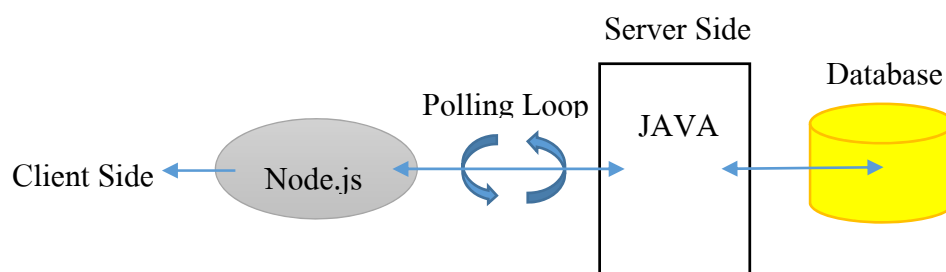 Server Side
Database
Polling Loop
JAVA
Client Side
Node.js